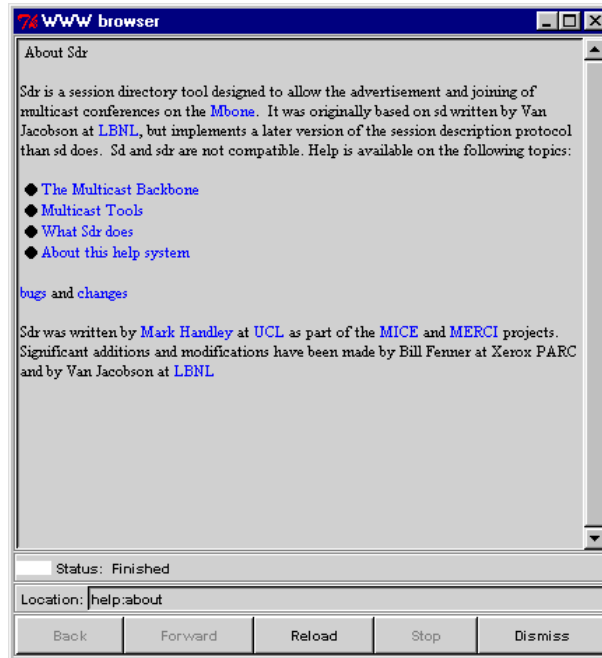 WWW browser
About Sdr
Sdr is a session directory tool designed to allow the advertisement and joining of
multicast conferences on the Mbone.  It was originally based on sd written by Van
Jacobson at LBNL, but implements a later version of the session description protocol
than sd does.  Sd and sdr are not compatible. Help is available on the following topics:
The Multicast Backbone
Multicast Tools
What Sdr does
About this help system
bugs and changes
Sdr was written by Mark Handley at UCL as part of the MICE and MERCI projects.
Significant additions and modifications have been made by Bill Fenner at Xerox PARC
and by Van Jacobson at LBNL
Status: Finished
Location: help:about
Back Forward Reload Stop Dismiss